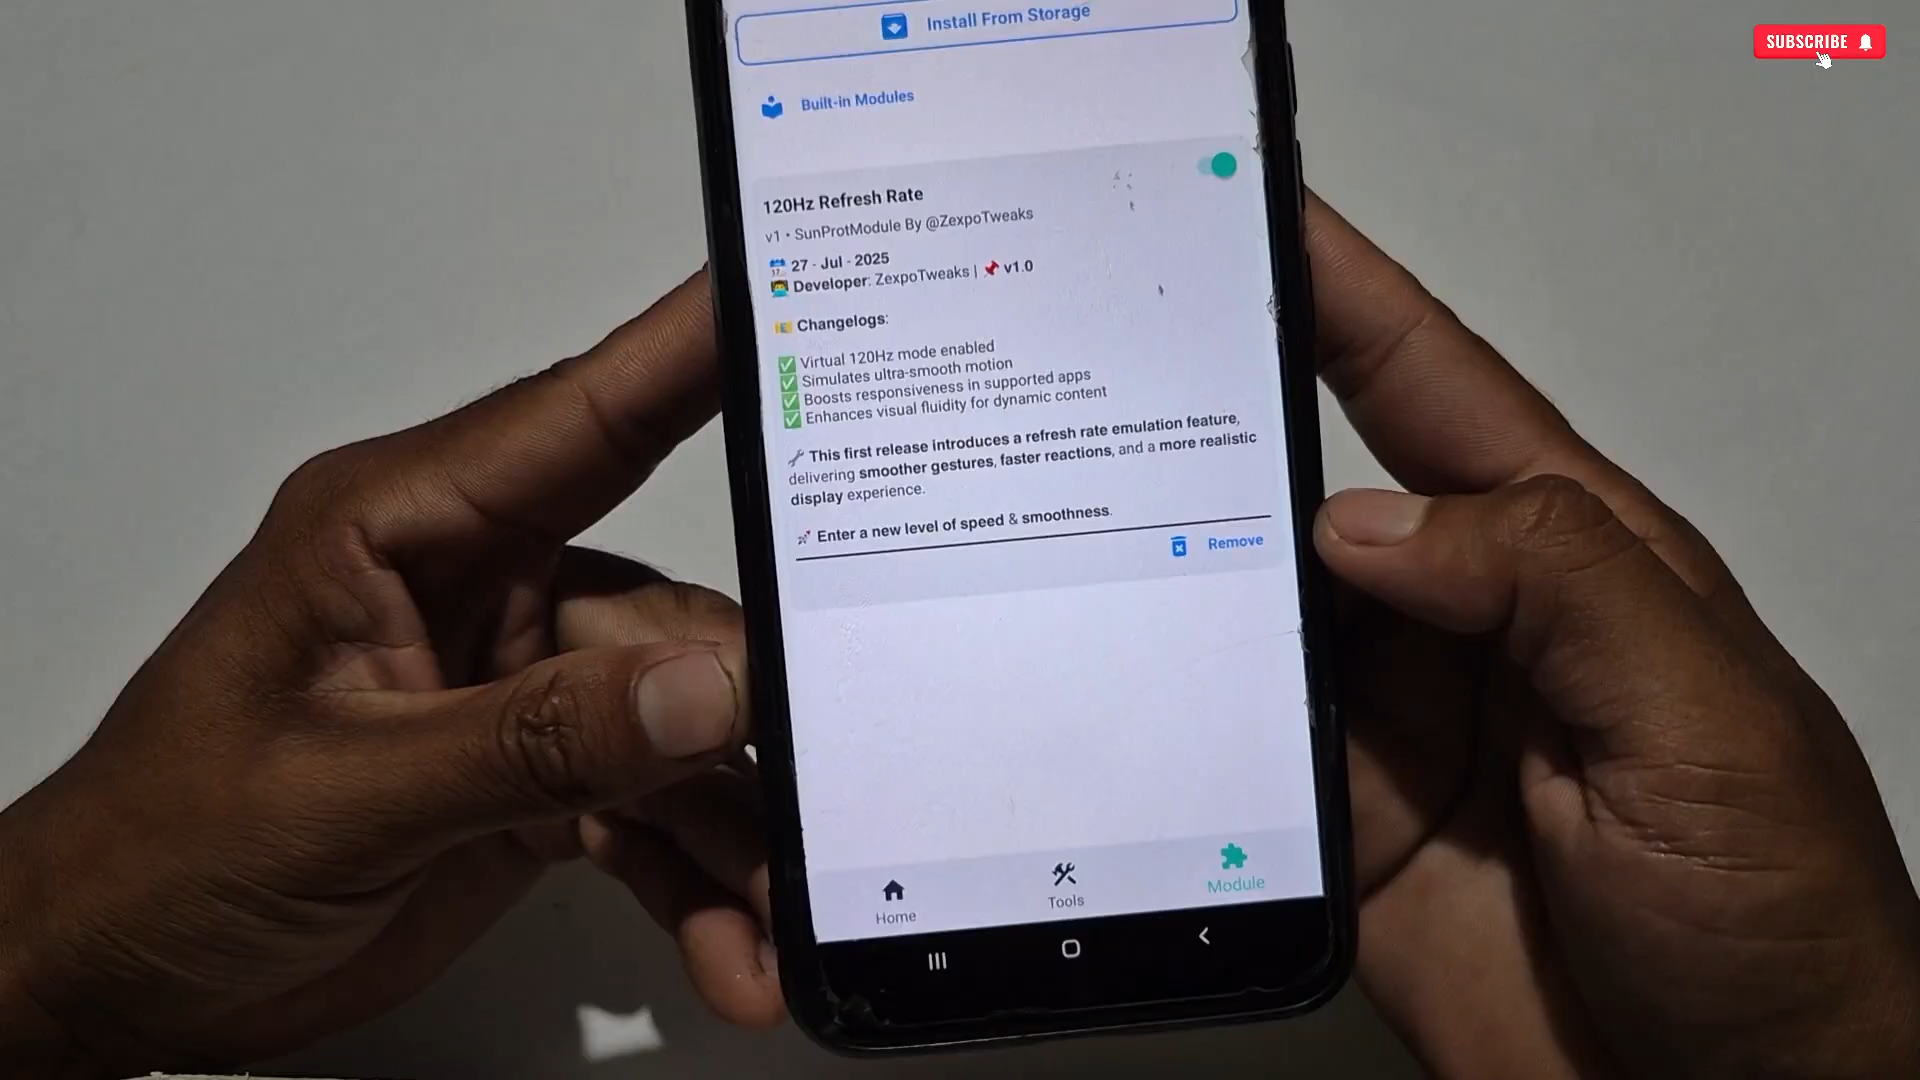 SUBSCRIBE
Install From Storage
Built-in Modules
120Hz Refresh Rate
v1 • SunProtModule By @ZexpoTweaks
27 - Jul - 2025
Developer: ZexpoTweaks | 📌 v1.0
Changelogs:
✅ Virtual 120Hz mode enabled
✅ Simulates ultra-smooth motion
✅ Boosts responsiveness in supported apps
✅ Enhances visual fluidity for dynamic content
This first release introduces a refresh rate emulation feature,
delivering smoother gestures, faster reactions, and a more realistic
display experience.
🚀 Enter a new level of speed & smoothness.
Remove
Home
Tools
Module